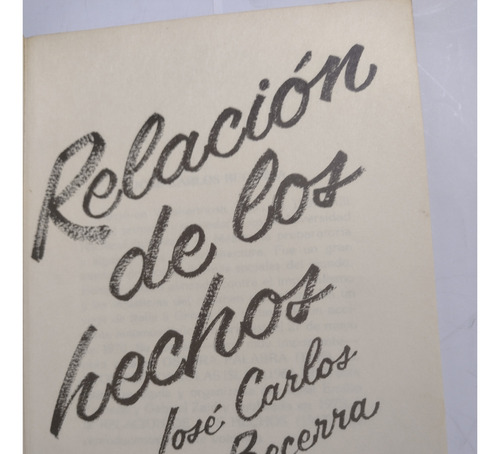 Relación
de los
hechos
José Carlos
Becerra